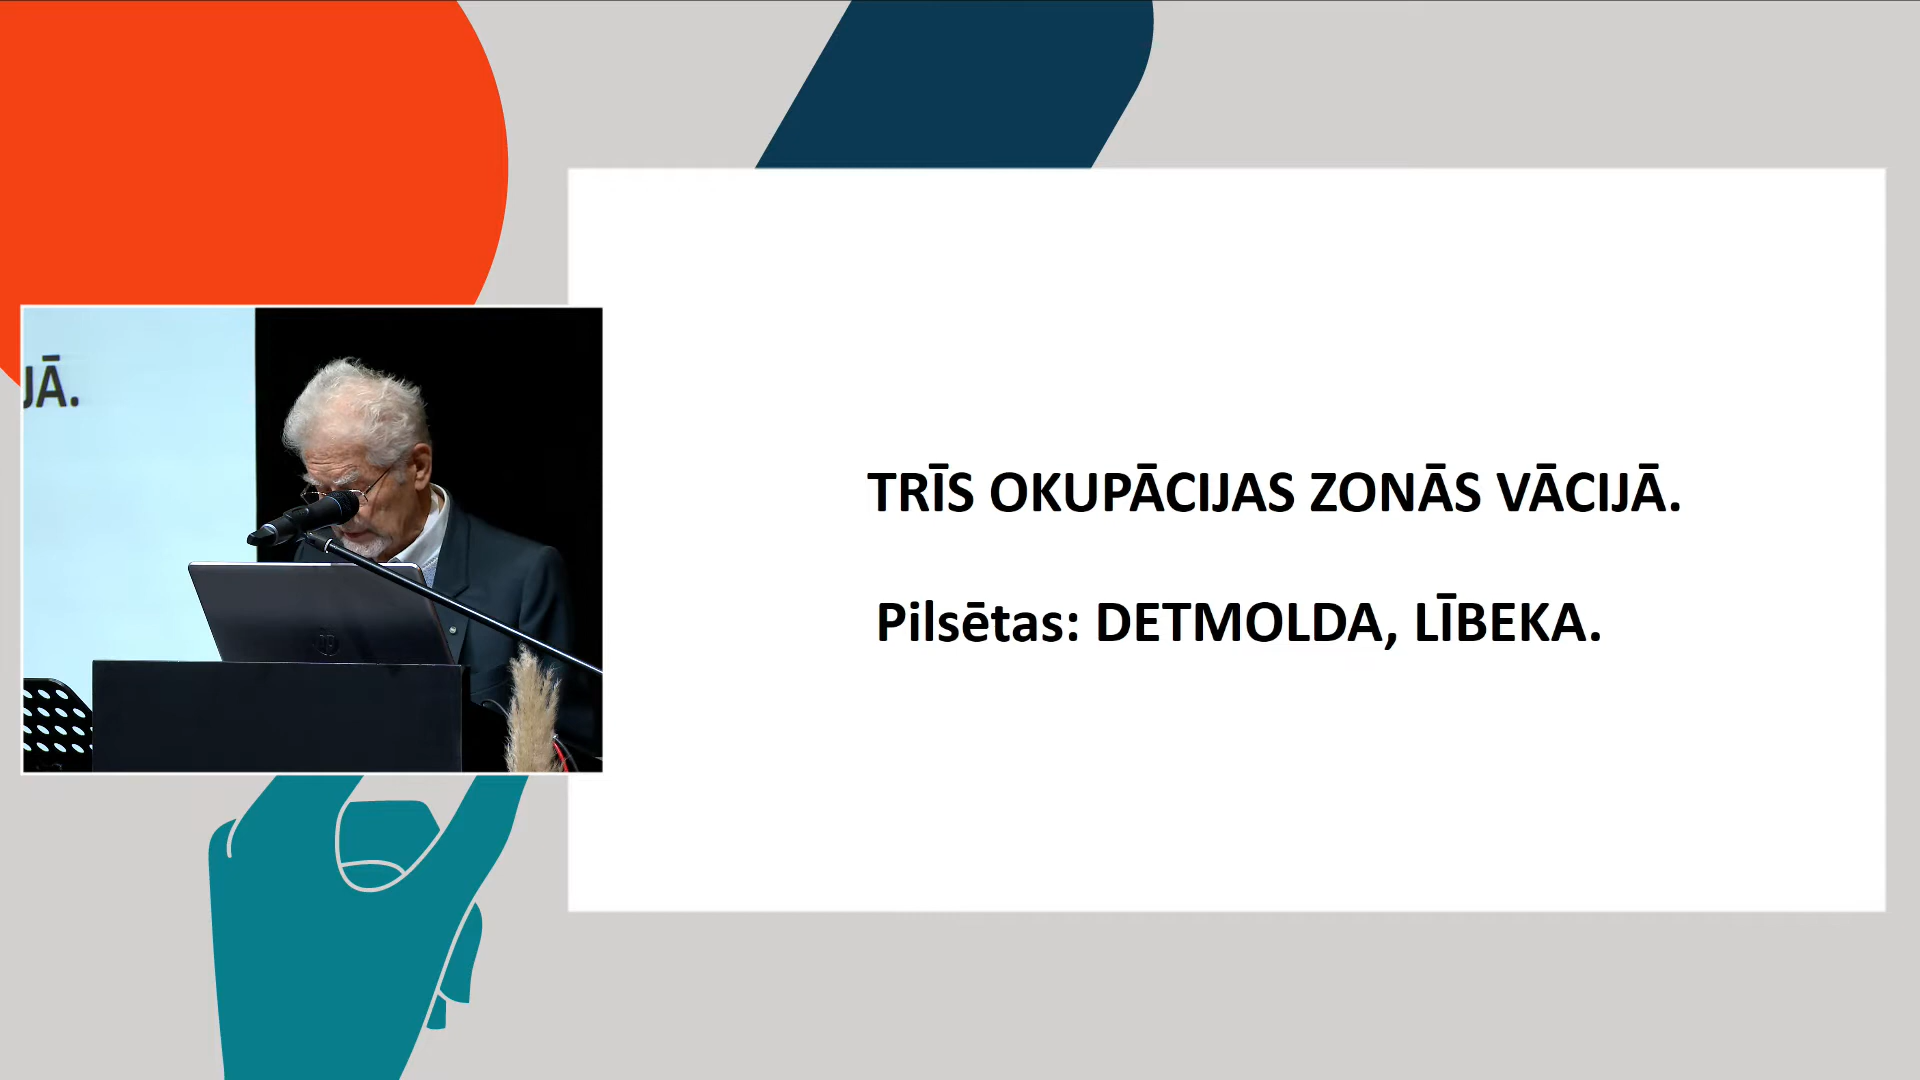 JĀ.
TRĪS OKUPĀCIJAS ZONĀS VĀCIJĀ.
Pilsētas: DETMOLDA, LĪBEKA.